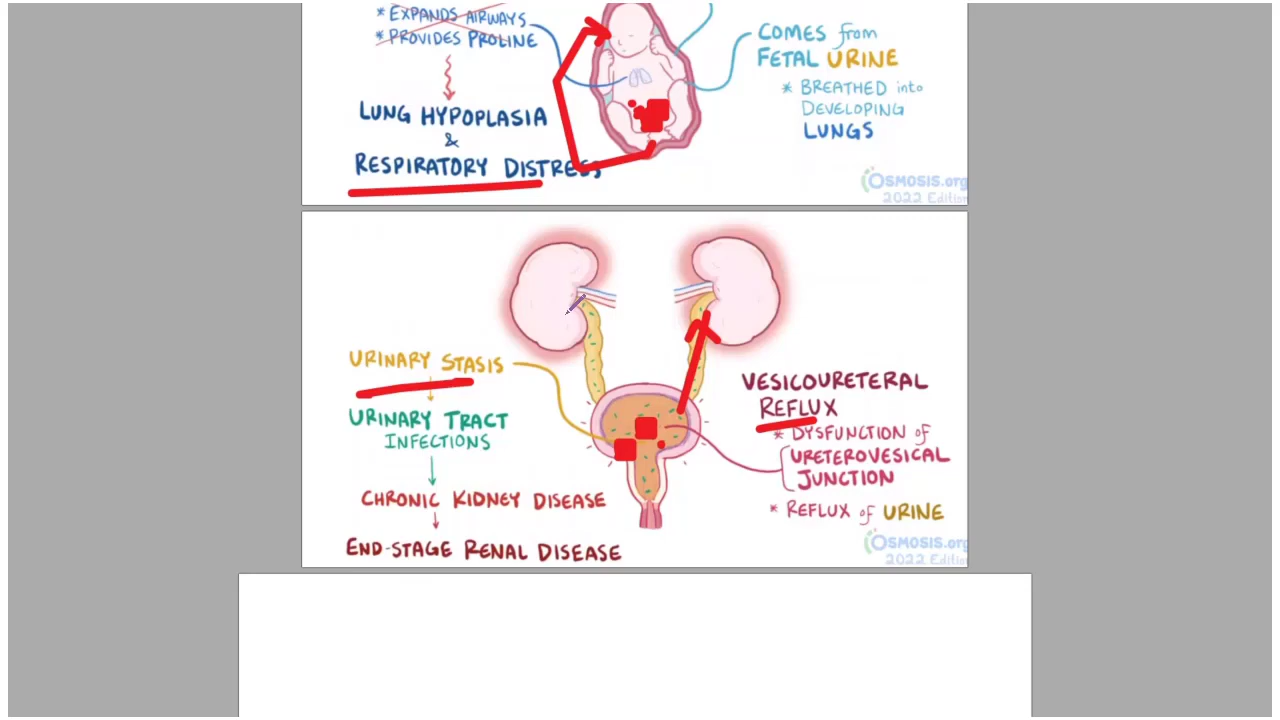 * EXPANDS AIRWAYS
* PROVIDES PROLINE
LUNG HYPOPLASIA
&
RESPIRATORY DISTRESS
COMES from
FETAL URINE
* BREATHED into
DEVELOPING
LUNGS
OSMOSIS.org
2022 Edition
URINARY STASIS
URINARY TRACT
INFECTIONS
CHRONIC KIDNEY DISEASE
END-STAGE RENAL DISEASE
VESICOURETERAL
REFLUX
* DYSFUNCTION of
URETEROVESICAL
JUNCTION
* REFLUX of URINE
OSMOSIS.org
2022 Edition